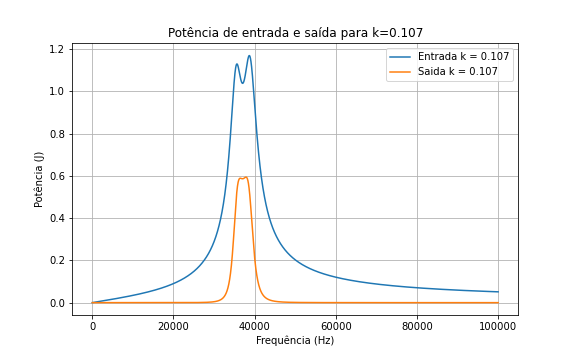 Potência de entrada e saída para k=0.107
Entrada k = 0.107
Saida k = 0.107
Potência (J)
1.2
1.0
0.8
0.6
0.4
0.2
0.0
0
20000
40000
60000
80000
100000
Frequência (Hz)